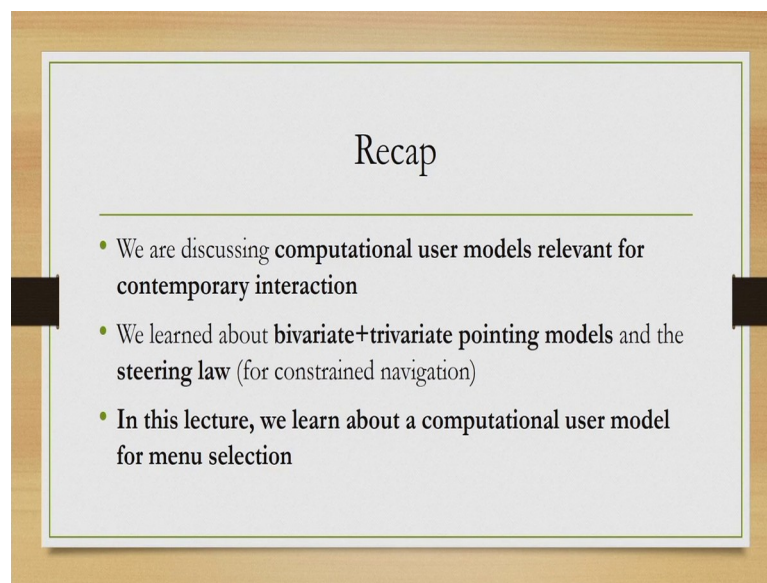 Recap
• We are discussing computational user models relevant for
contemporary interaction
• We learned about bivariate+trivariate pointing models and the
steering law (for constrained navigation)
• In this lecture, we learn about a computational user model
for menu selection